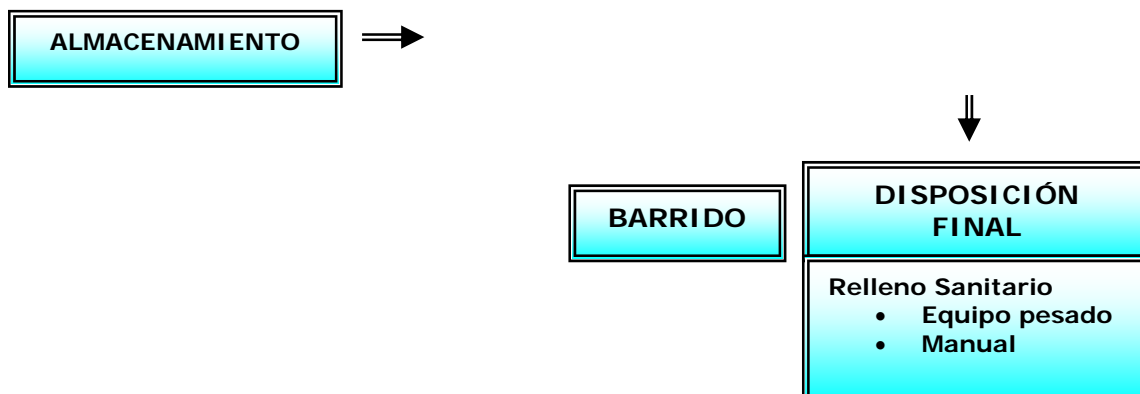 ALMACENAMIENTO
BARRIDO
DISPOSICIÓN
FINAL
Relleno Sanitario
• Equipo pesado
• Manual